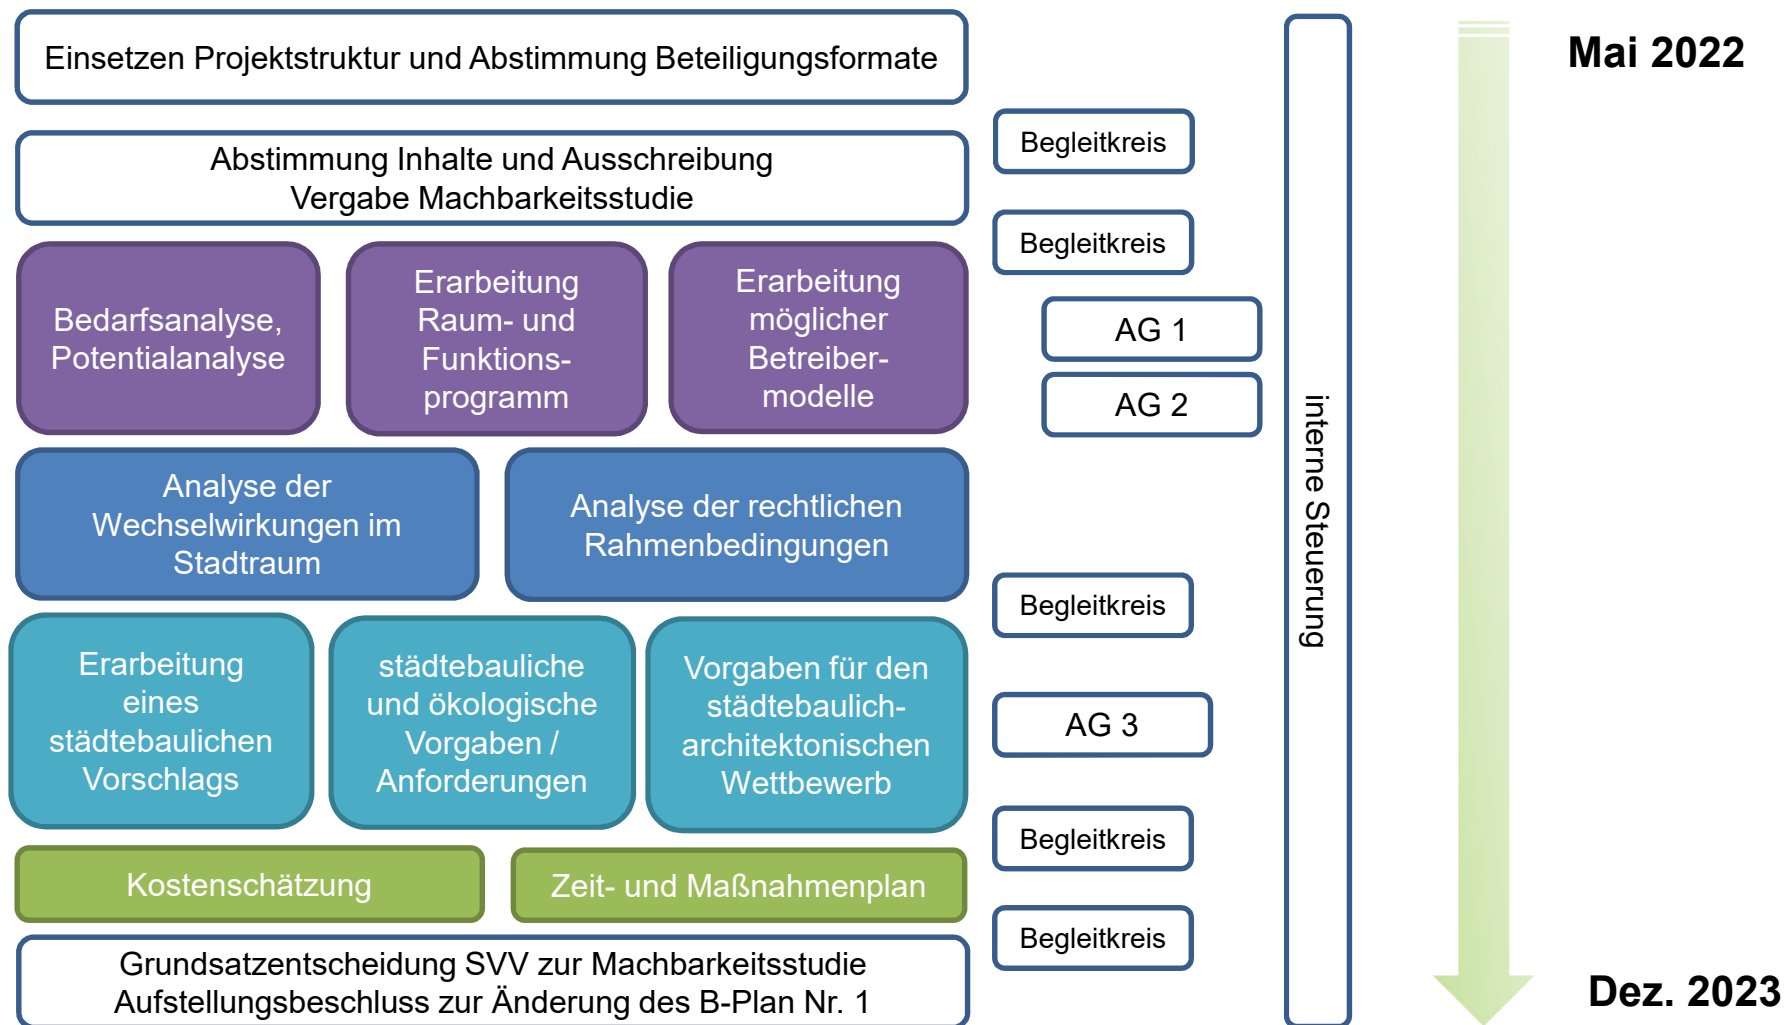 Einsetzen Projektstruktur und Abstimmung Beteiligungsformate
Mai 2022
Begleitkreis
Abstimmung Inhalte und Ausschreibung
Vergabe Machbarkeitsstudie
Begleitkreis
Bedarfsanalyse,
Potentialanalyse
Erarbeitung
Raum- und
Funktions-
programm
Erarbeitung
möglicher
Betreiber-
modelle
AG 1
AG 2
interne Steuerung
Analyse der
Wechselwirkungen im
Stadtraum
Analyse der rechtlichen
Rahmenbedingungen
Begleitkreis
Erarbeitung
eines
städtebaulichen
Vorschlags
städtebauliche
und ökologische
Vorgaben /
Anforderungen
Vorgaben für den
städtebaulich-
architektonischen
Wettbewerb
AG 3
Begleitkreis
Kostenschätzung
Zeit- und Maßnahmenplan
Begleitkreis
Grundsatzentscheidung SVV zur Machbarkeitsstudie
Aufstellungsbeschluss zur Änderung des B-Plan Nr. 1
Dez. 2023